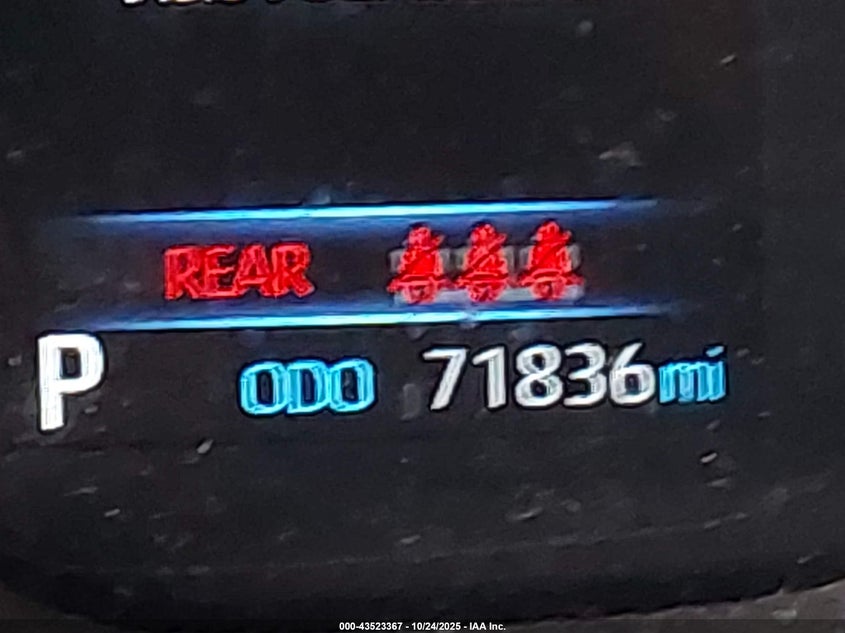 REAR
P ODO 71836mi
000-43523367 - 10/24/2025 - IAA Inc.